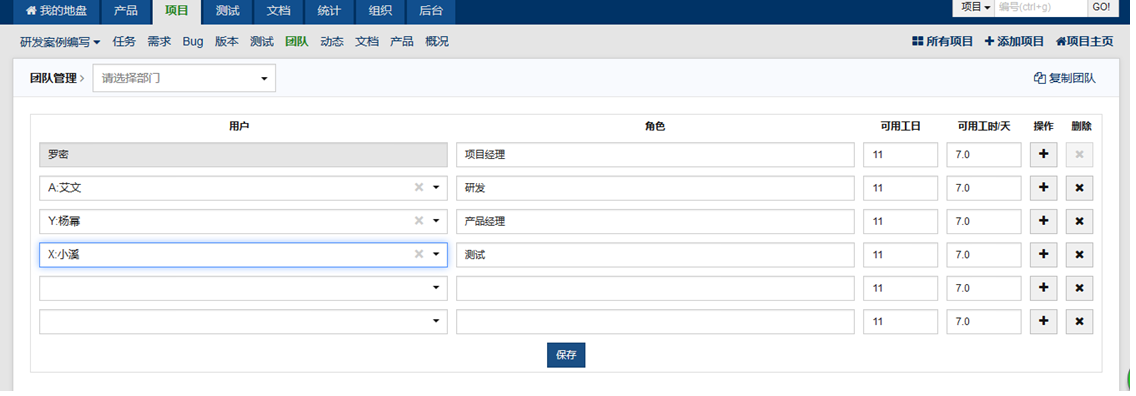 我的地盘 产品 项目 测试 文档 统计 组织 后台 项目 编号(ctrl+g) GO!
研发案例编写 任务 需求 Bug 版本 测试 团队 动态 文档 产品 概况 所有项目 添加项目 项目主页
团队管理 请选择部门 复制团队
用户 角色 可用工日 可用工时/天 操作 删除
罗密 项目经理 11 7.0
A:艾文 研发 11 7.0
Y:杨幂 产品经理 11 7.0
X:小溪 测试 11 7.0
11 7.0
11 7.0
保存